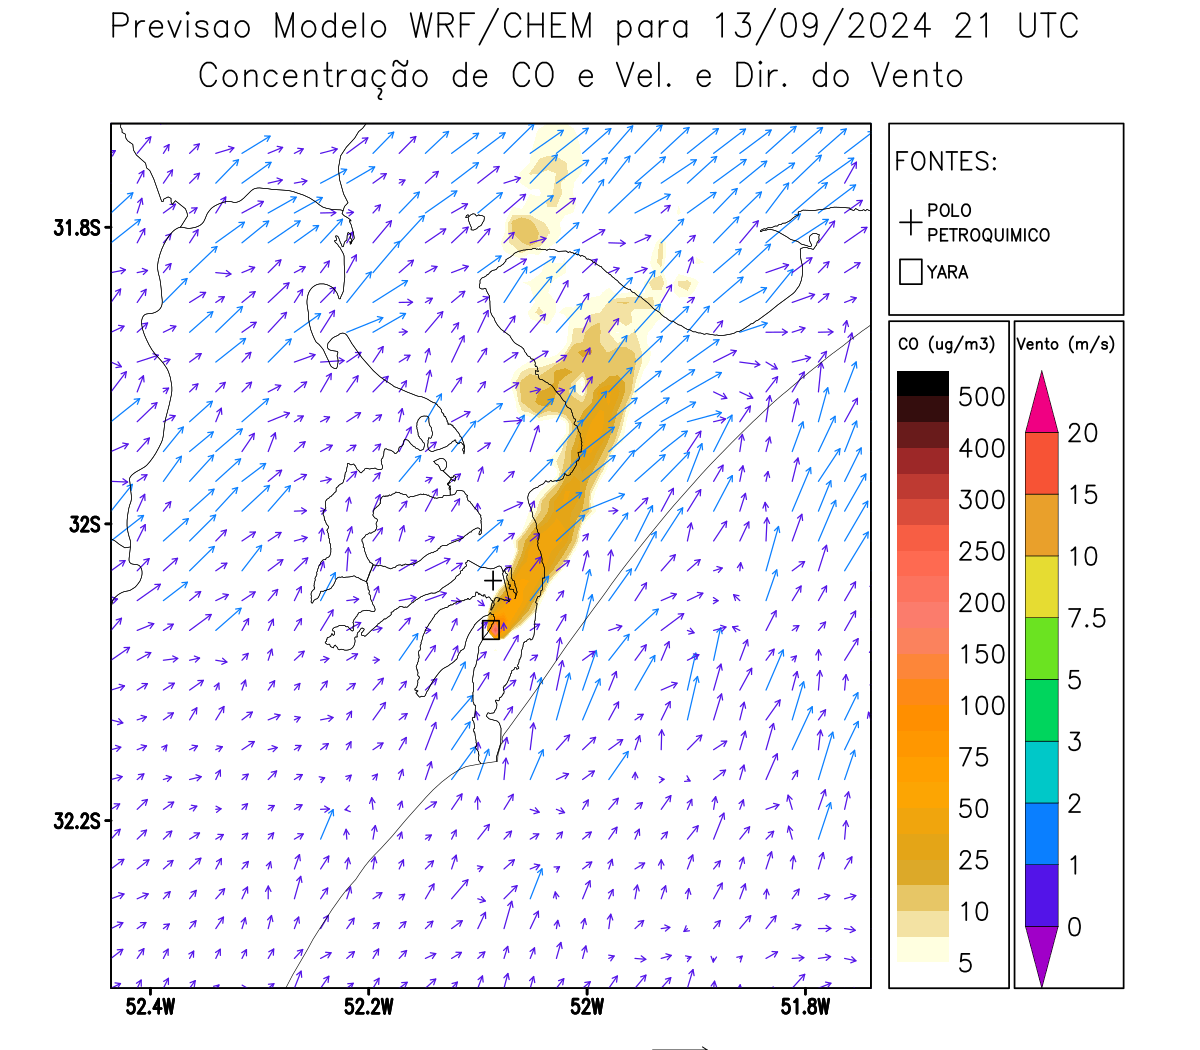 Previsao Modelo WRF/CHEM para 13/09/2024 21 UTC
Concentração de CO e Vel. e Dir. do Vento
FONTES:
POLO
PETROQUIMICO
YARA
CO (ug/m3)
500
400
300
250
200
150
100
75
50
25
10
5
Vento (m/s)
20
15
10
7.5
5
3
2
1
0
31.8S
32S
32.2S
52.4W
52.2W
52W
51.8W